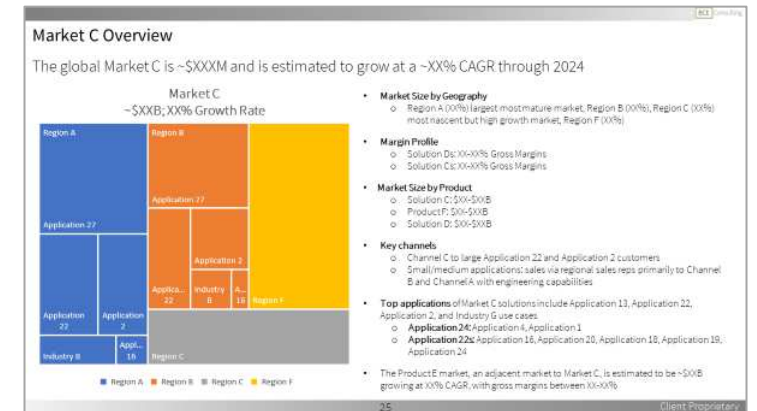 BCE Consulting
Market C Overview
The global Market C is ~$XXXM and is estimated to grow at a ~XX% CAGR through 2024
Market C
~$XXB; XX% Growth Rate
Region A
Application 27
Application
22
Application
2
Industry B
Appl...
16
Region B
Application 27
Applica...
22
Application 2
Industry
B
A...
16
Region F
Region C
Region A
Region B
Region C
Region F
• Market Size by Geography
o Region A (XX%) largest most mature market, Region B (XX%), Region C (XX%)
most nascent but high growth market, Region F (XX%)
• Margin Profile
o Solution Ds: XX-XX% Gross Margins
o Solution Cs: XX-XX% Gross Margins
• Market Size by Product
o Solution C: $XX-$XXB
o Product F: $XX-$XXB
o Solution D: $XX-$XXB
• Key channels
o Channel C to large Application 22 and Application 2 customers
o Small/medium applications: sales via regional sales reps primarily to Channel
B and Channel A with engineering capabilities
• Top applications of Market C solutions include Application 13, Application 22,
Application 2, and Industry G use cases
o Application 24: Application 4, Application 1
o Application 22s: Application 16, Application 20, Application 18, Application 19,
Application 24
• The Product E market, an adjacent market to Market C, is estimated to be ~$XXB
growing at XX% CAGR, with gross margins between XX-XX%
25
Client Proprietary